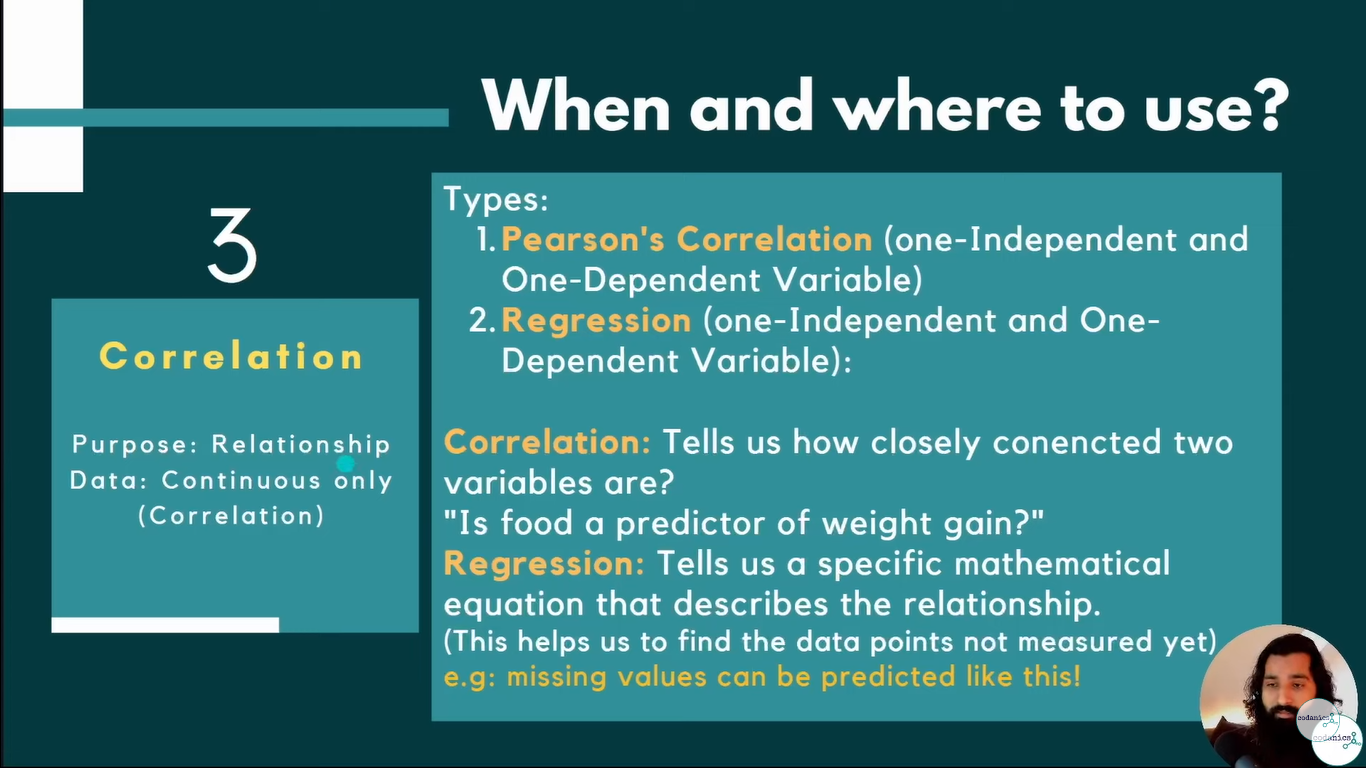 When and where to use?
3
Correlation
Purpose: Relationship
Data: Continuous only
(Correlation)
Types:
1. Pearson's Correlation (one-Independent and
One-Dependent Variable)
2. Regression (one-Independent and One-
Dependent Variable):
Correlation: Tells us how closely conencted two
variables are?
"Is food a predictor of weight gain?"
Regression: Tells us a specific mathematical
equation that describes the relationship.
(This helps us to find the data points not measured yet)
e.g: missing values can be predicted like this!
codanics
codanics